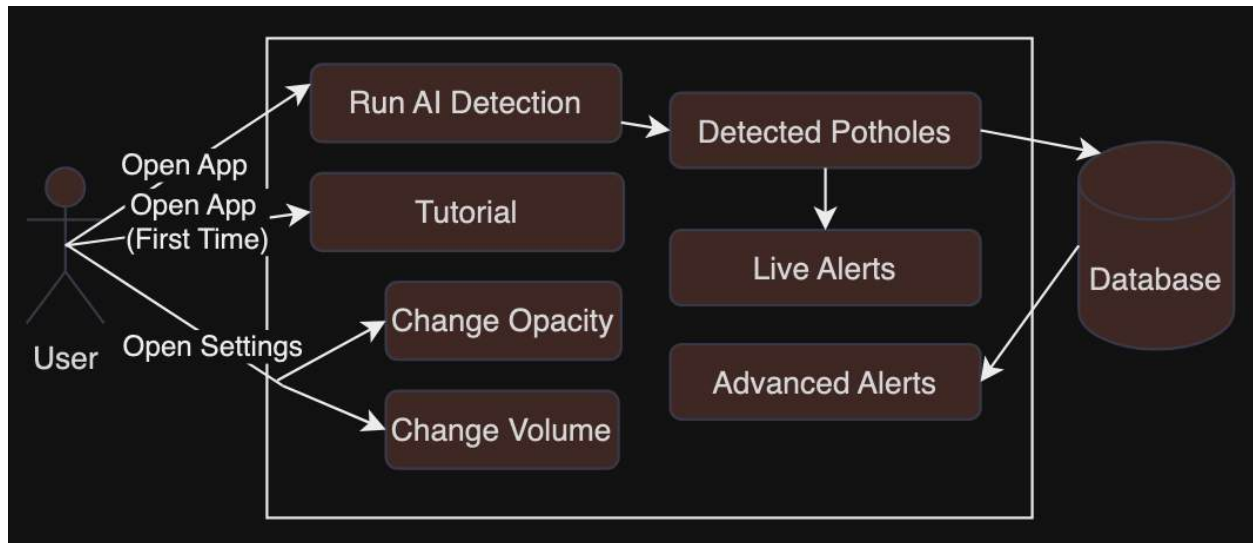 Run AI Detection
Detected Potholes
Open App
Open App
(First Time)
Tutorial
Live Alerts
Database
Change Opacity
Open Settings
User
Advanced Alerts
Change Volume